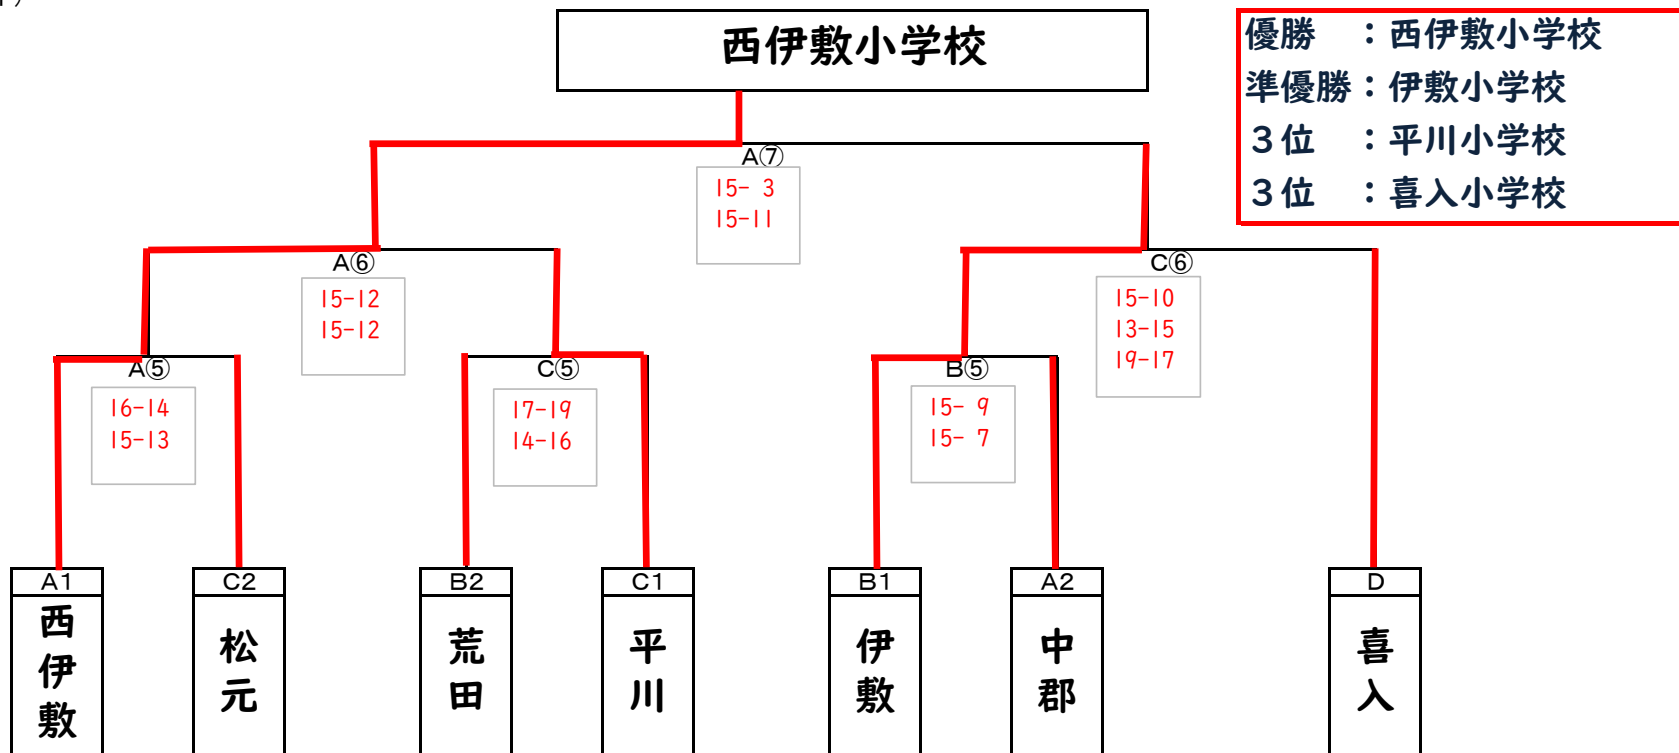 西伊敷小学校
優勝　：西伊敷小学校
準優勝：伊敷小学校
３位　：平川小学校
３位　：喜入小学校
A⑦
15- 3
15-11
A⑥
15-12
15-12
C⑥
15-10
13-15
19-17
A⑤
16-14
15-13
C⑤
17-19
14-16
B⑤
15- 9
15- 7
A1
西伊敷
C2
松元
B2
荒田
C1
平川
B1
伊敷
A2
中郡
D
喜入